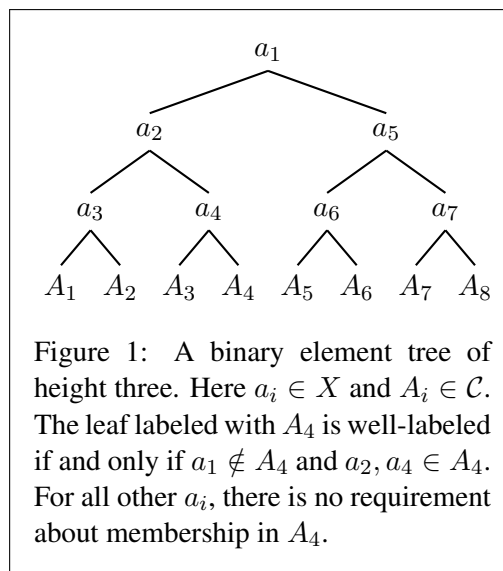 a₁
a₂ a₅
a₃ a₄ a₆ a₇
A₁ A₂ A₃ A₄ A₅ A₆ A₇ A₈
Figure 1: A binary element tree of
height three. Here aᵢ ∈ X and Aᵢ ∈ 𝒞.
The leaf labeled with A₄ is well-labeled
if and only if a₁ ∉ A₄ and a₂, a₄ ∈ A₄.
For all other aᵢ, there is no requirement
about membership in A₄.